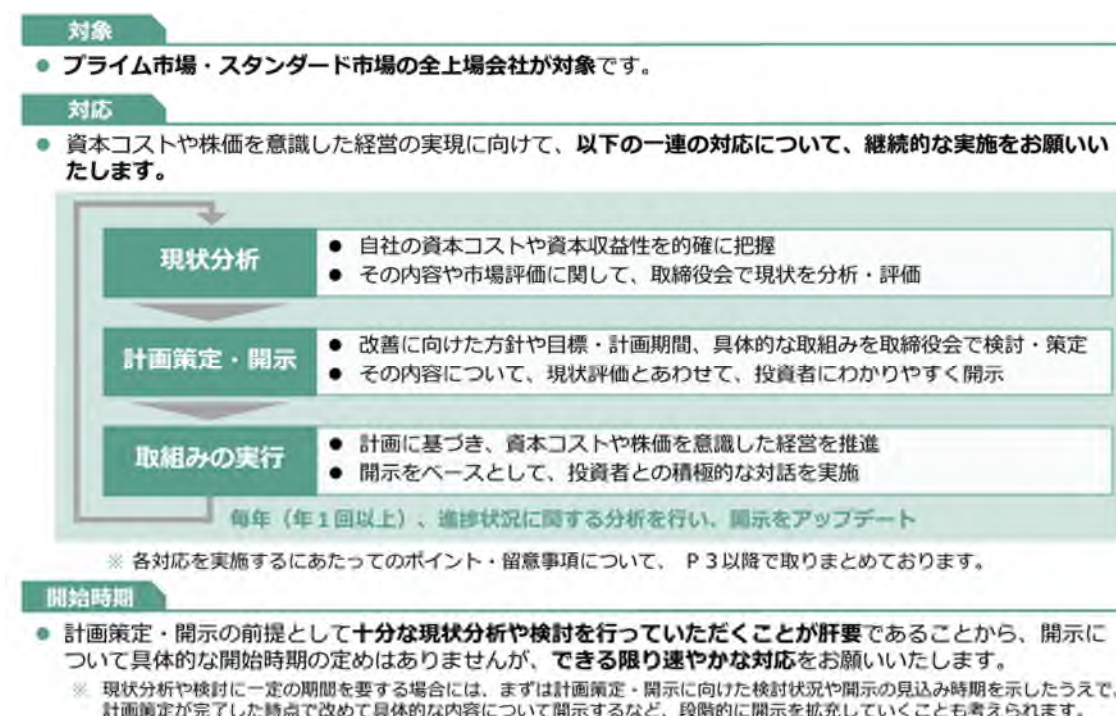 対象
● プライム市場・スタンダード市場の全上場会社が対象です。
対応
● 資本コストや株価を意識した経営の実現に向けて、以下の一連の対応について、継続的な実施をお願いい
たします。
現状分析
● 自社の資本コストや資本収益性を的確に把握
● その内容や市場評価に関して、取締役会で現状を分析・評価
計画策定・開示
● 改善に向けた方針や目標・計画期間、具体的な取組みを取締役会で検討・策定
● その内容について、現状評価とあわせて、投資者にわかりやすく開示
取組みの実行
● 計画に基づき、資本コストや株価を意識した経営を推進
● 開示をベースとして、投資者との積極的な対話を実施
毎年（年１回以上）、進捗状況に関する分析を行い、開示をアップデート
※ 各対応を実施するにあたってのポイント・留意事項について、 Ｐ３以降で取りまとめております。
開始時期
● 計画策定・開示の前提として十分な現状分析や検討を行っていただくことが肝要であることから、開示に
ついて具体的な開始時期の定めはありませんが、できる限り速やかな対応をお願いいたします。
※ 現状分析や検討に一定の期間を要する場合には、まずは計画策定・開示に向けた検討状況や開示の見込み時期を示したうえで、
計画策定が完了した時点で改めて具体的な内容について開示するなど、段階的に開示を拡充していくことも考えられます。